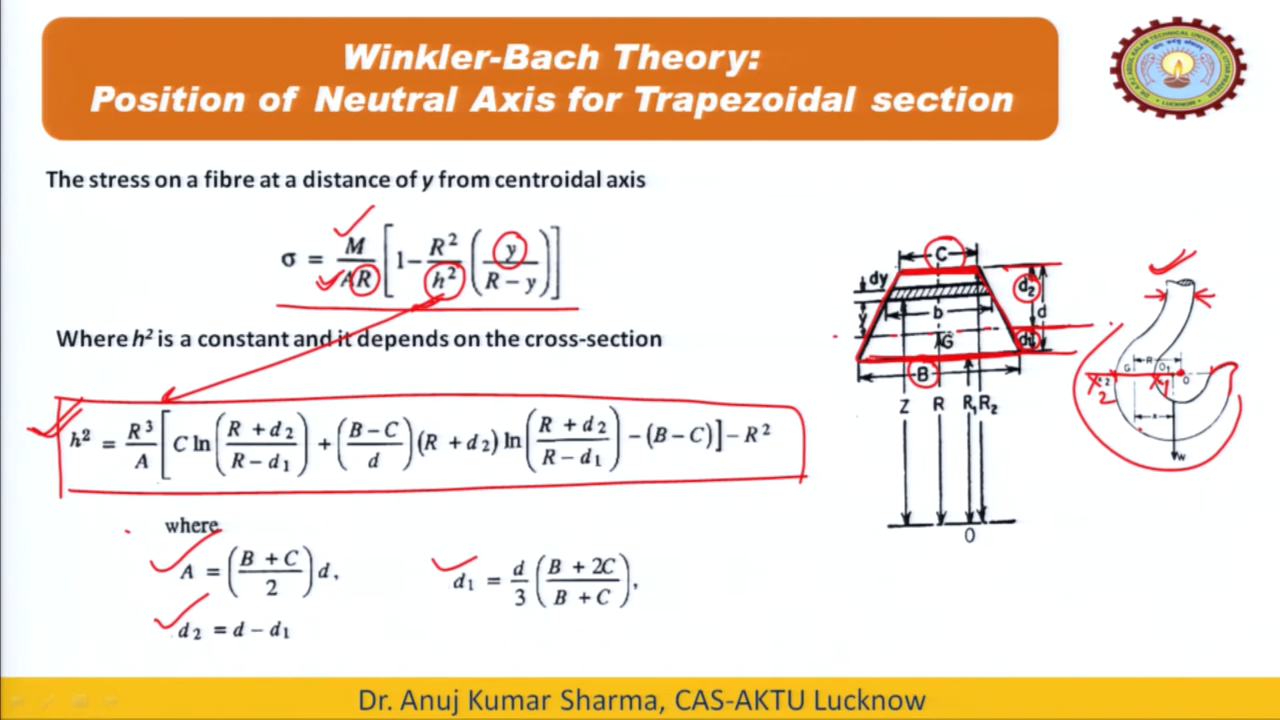 Winkler-Bach Theory:
Position of Neutral Axis for Trapezoidal section
The stress on a fibre at a distance of y from centroidal axis
σ = M/AR [1 − R²/h² (y/R − y)]
Where h² is a constant and it depends on the cross-section
h² = R³/A [C ln (R + d₂/R − d₁) + (B − C/d) (R + d₂) ln (R + d₂/R − d₁) − (B − C)] − R²
where
A = (B + C/2) d,
d₁ = d/3 (B + 2C/B + C),
d₂ = d − d₁
C
dy
d₂
d
b
y
G
d₁
B
Z R R₁ R₂
O
R
G O₁ O
X₂ X₁
x
W
Dr. Anuj Kumar Sharma, CAS-AKTU Lucknow